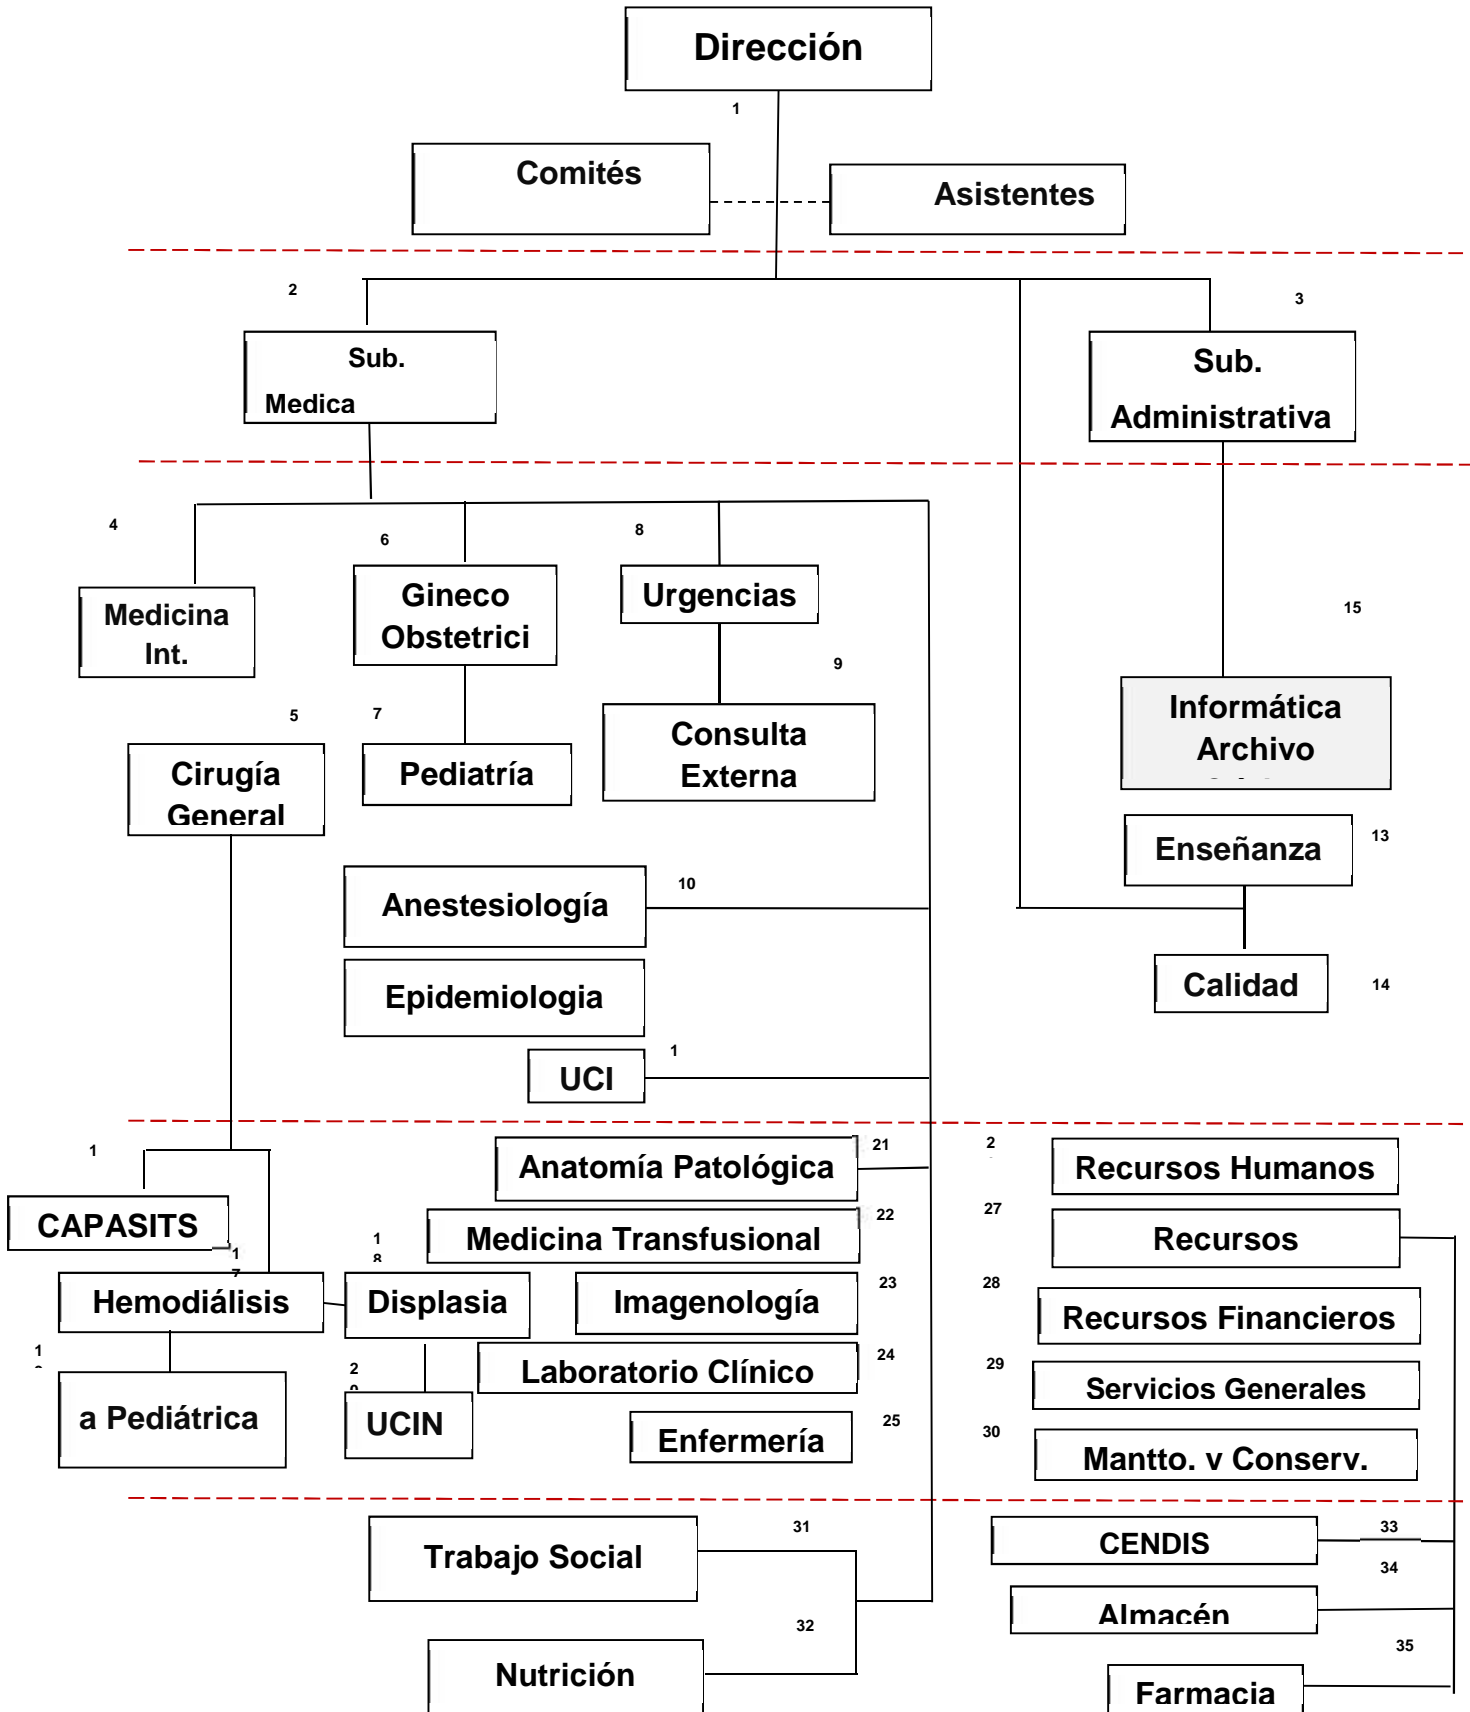 Dirección
1
Comités
Asistentes
2
3
Sub.
Medica
Sub.
Administrativa
4
6
8
Medicina
Int.
Gineco
Obstetrici
Urgencias
15
9
5
7
Informática
Archivo
Consulta
Externa
Cirugía
General
Pediatría
Enseñanza
13
Anestesiología
10
Epidemiologia
Calidad
14
UCI
1
1
Anatomía Patológica
21
2
Recursos Humanos
CAPASITS
1
7
1
8
Medicina Transfusional
22
27
Recursos
Hemodiálisis
Displasia
Imagenología
23
28
Recursos Financieros
1
2
Laboratorio Clínico
24
29
Servicios Generales
a Pediátrica
UCIN
Enfermería
25
30
Mantto. y Conserv.
Trabajo Social
31
CENDIS
33
34
Almacén
32
35
Nutrición
Farmacia